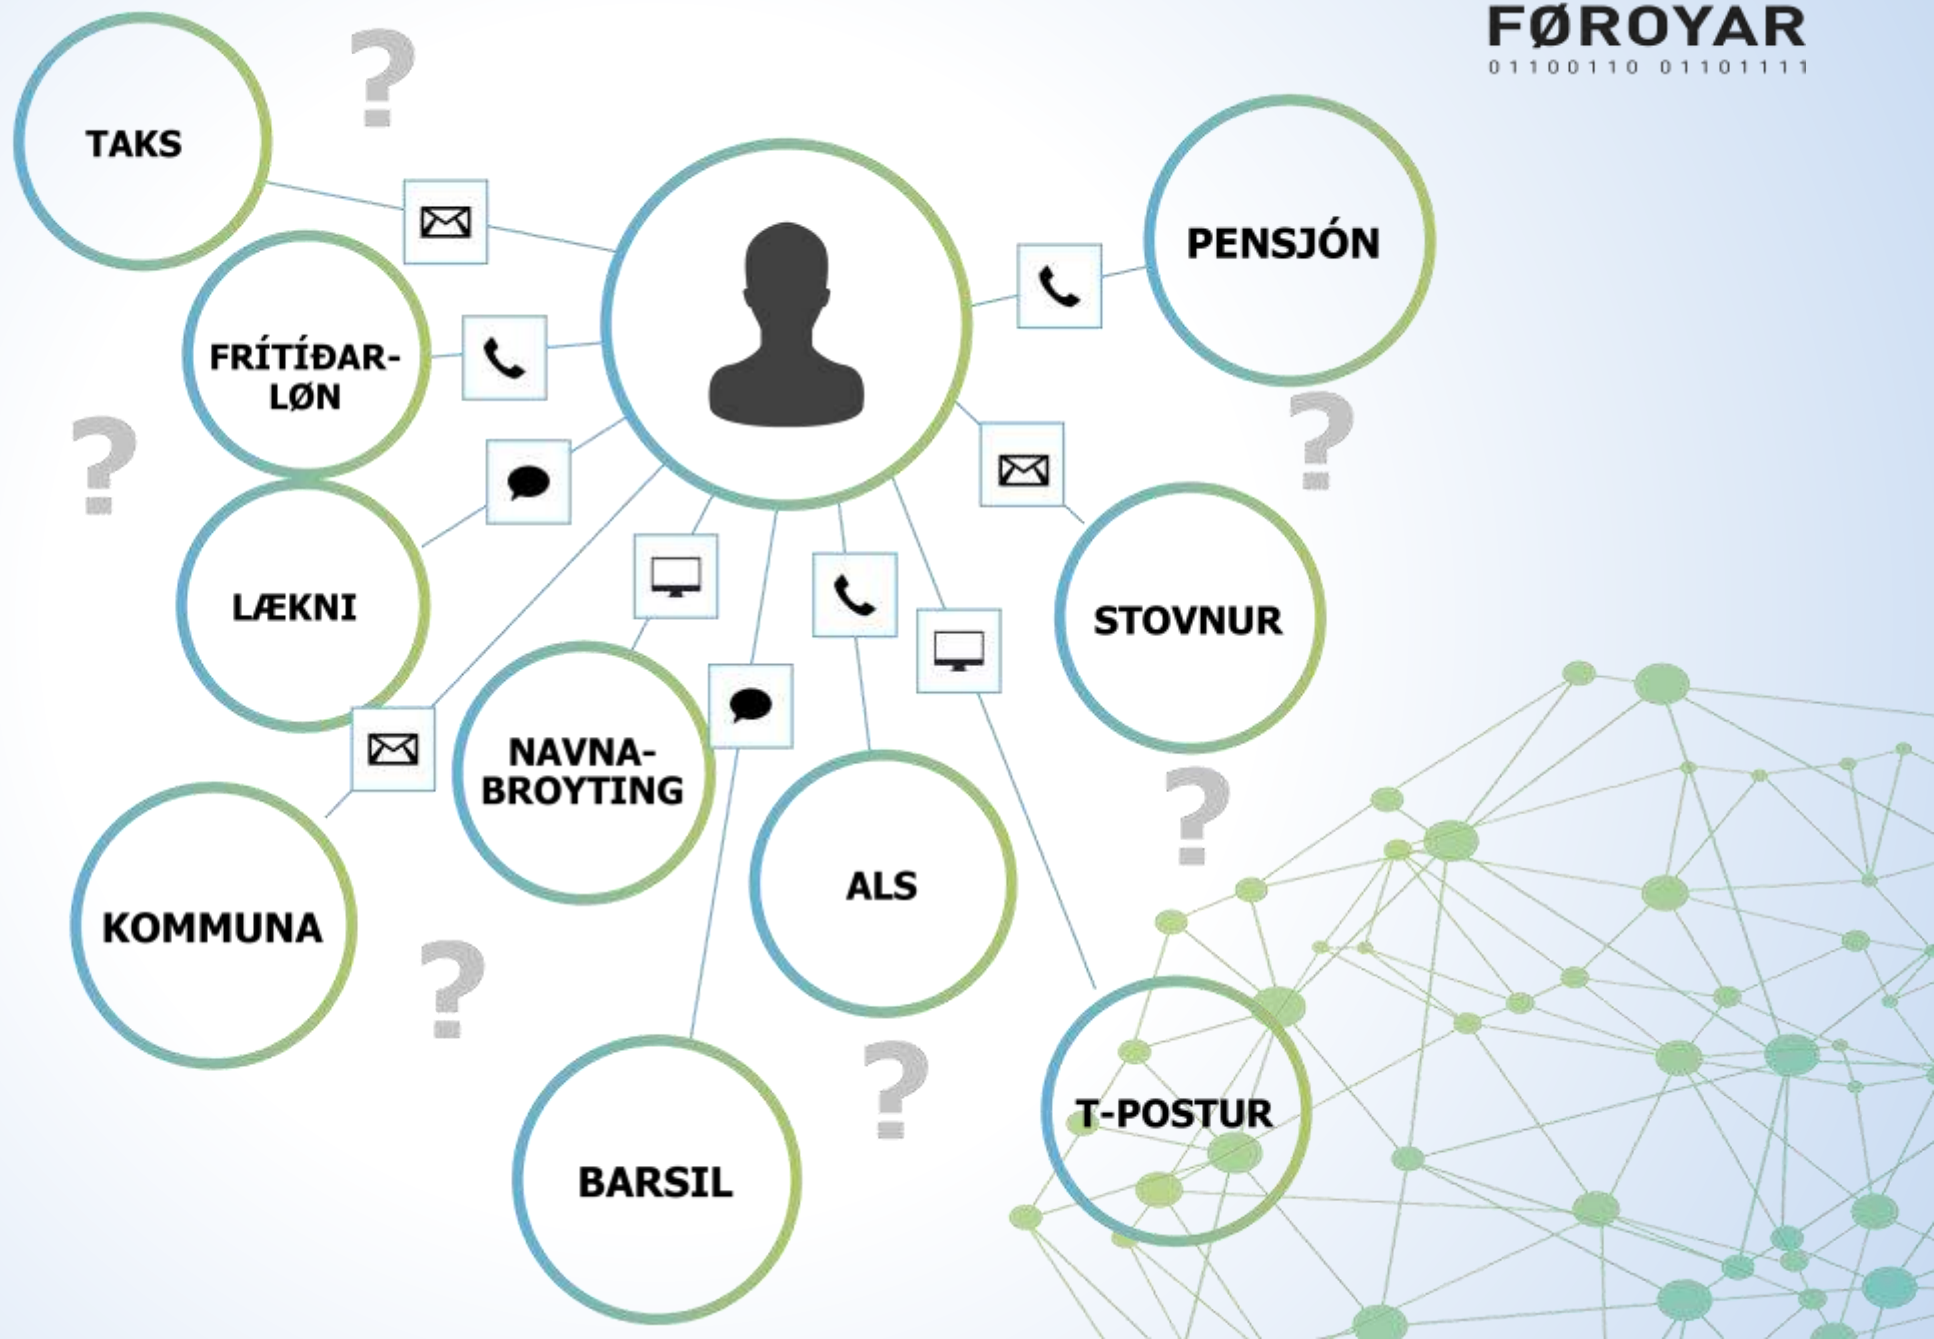 FØROYAR
01100110 01101111
TAKS
PENSJÓN
FRÍTÍÐAR-
LØN
LÆKNI
STOVNUR
NAVNA-
BROYTING
ALS
KOMMUNA
T-POSTUR
BARSIL
?
?
?
?
?
?